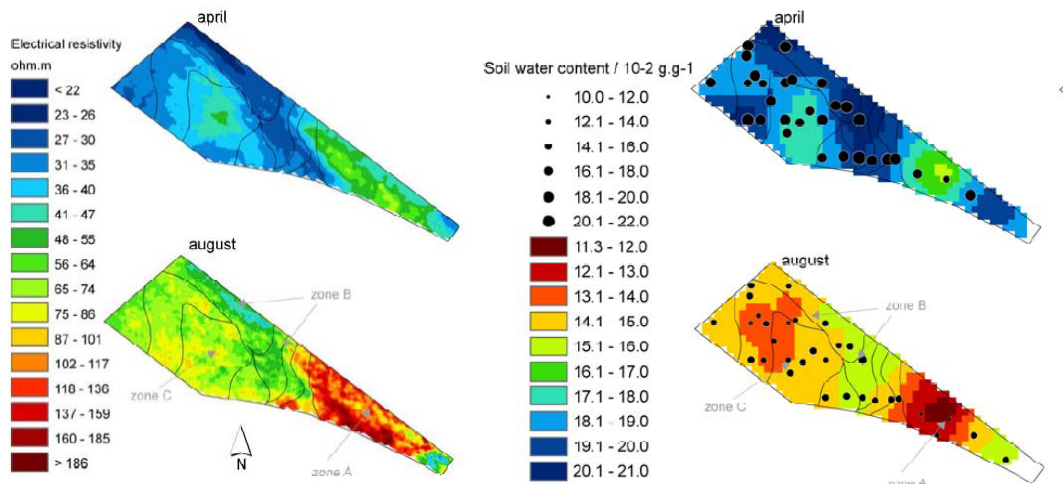 april
Electrical resistivity
ohm.m
< 22
23 - 26
27 - 30
31 - 35
36 - 40
41 - 47
48 - 55
56 - 64
65 - 74
75 - 86
87 - 101
102 - 117
118 - 136
137 - 159
160 - 185
> 186
august
zone B
zone C
zone A
N
april
Soil water content / 10-2 g.g-1
10.0 - 12.0
12.1 - 14.0
14.1 - 16.0
16.1 - 18.0
18.1 - 20.0
20.1 - 22.0
11.3 - 12.0
12.1 - 13.0
13.1 - 14.0
14.1 - 15.0
15.1 - 16.0
16.1 - 17.0
17.1 - 18.0
18.1 - 19.0
19.1 - 20.0
20.1 - 21.0
august
zone B
zone C
zone A